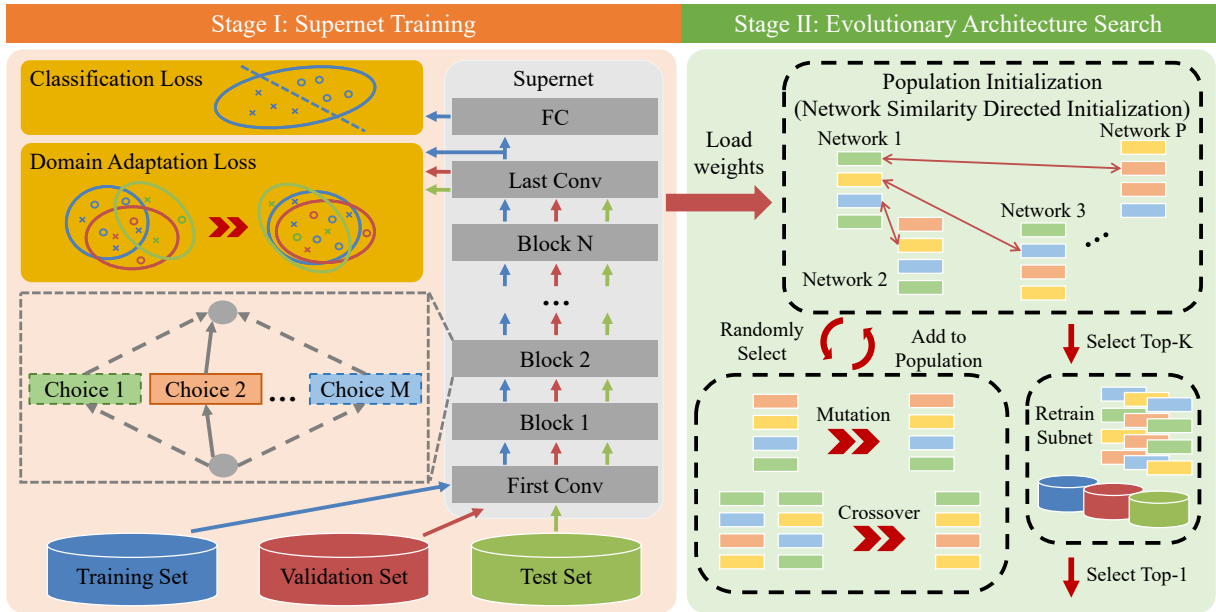 Stage I: Supernet Training
Stage II: Evolutionary Architecture Search
Classification Loss
Domain Adaptation Loss
Supernet
FC
Last Conv
Block N
...
Block 2
Block 1
First Conv
Choice 1
Choice 2
...
Choice M
Training Set
Validation Set
Test Set
Load
weights
Population Initialization
(Network Similarity Directed Initialization)
Network 1
Network P
Network 3
Network 2
...
Randomly
Select
Add to
Population
Select Top-K
Mutation
Crossover
Retrain
Subnet
Select Top-1